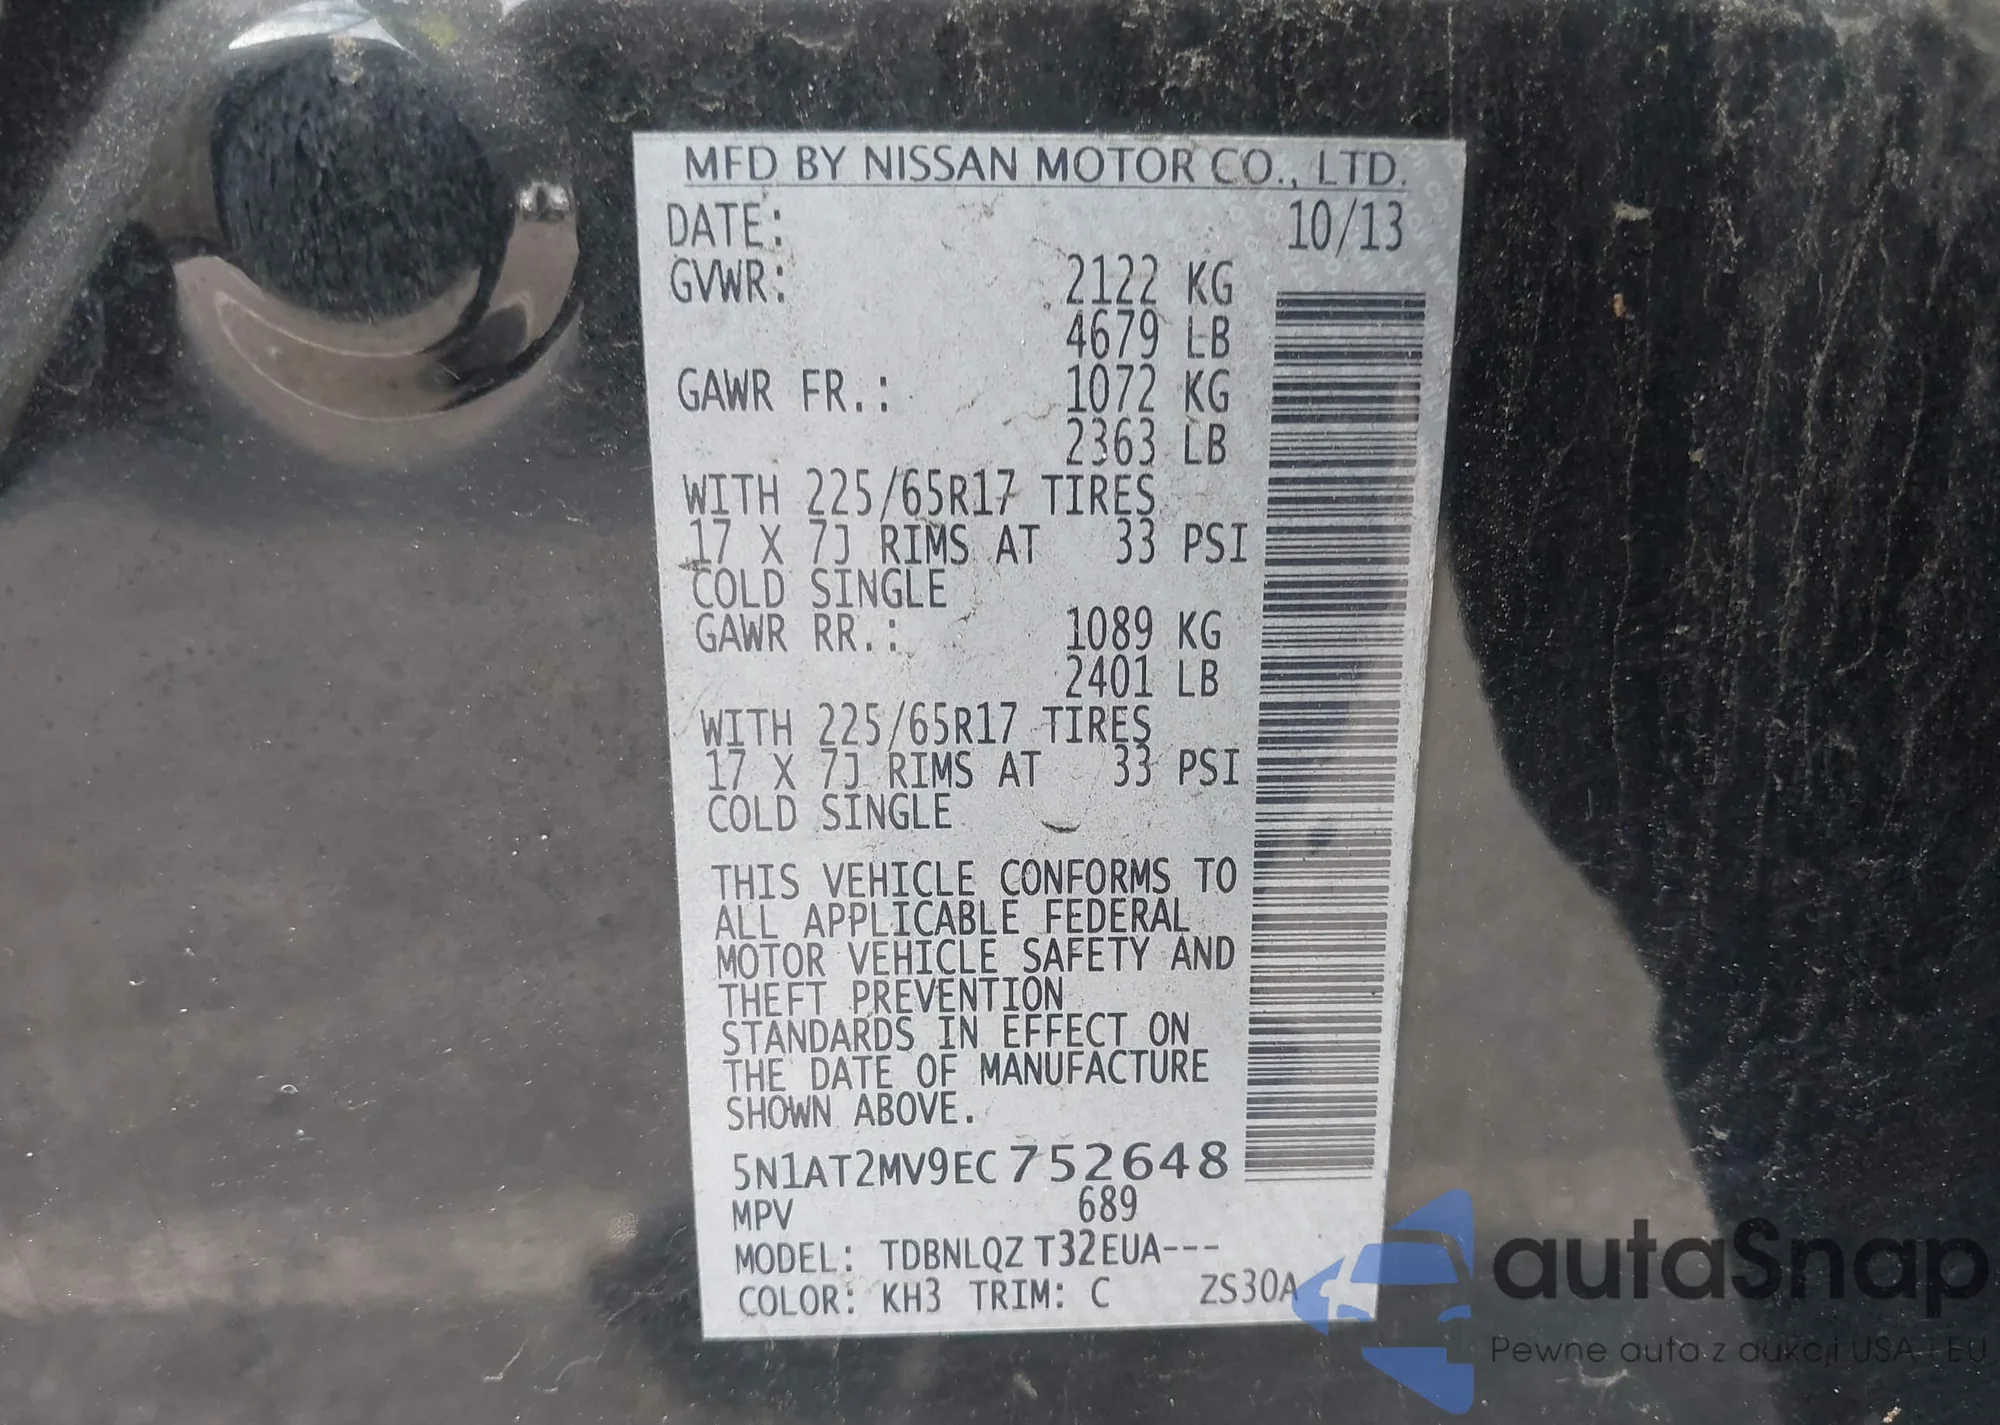 MFD BY NISSAN MOTOR CO., LTD.
DATE: 10/13
GVWR: 2122 KG
4679 LB
GAWR FR.: 1072 KG
2363 LB
WITH 225/65R17 TIRES
17 X 7J RIMS AT 33 PSI
COLD SINGLE
GAWR RR.: 1089 KG
2401 LB
WITH 225/65R17 TIRES
17 X 7J RIMS AT 33 PSI
COLD SINGLE
THIS VEHICLE CONFORMS TO
ALL APPLICABLE FEDERAL
MOTOR VEHICLE SAFETY AND
THEFT PREVENTION
STANDARDS IN EFFECT ON
THE DATE OF MANUFACTURE
SHOWN ABOVE.
5N1AT2MV9EC752648
MPV 689
MODEL: TDBNLQZ T32EUA---
COLOR: KH3 TRIM: C ZS30A
autoSnap
Pewne auta z aukcji USA i EU